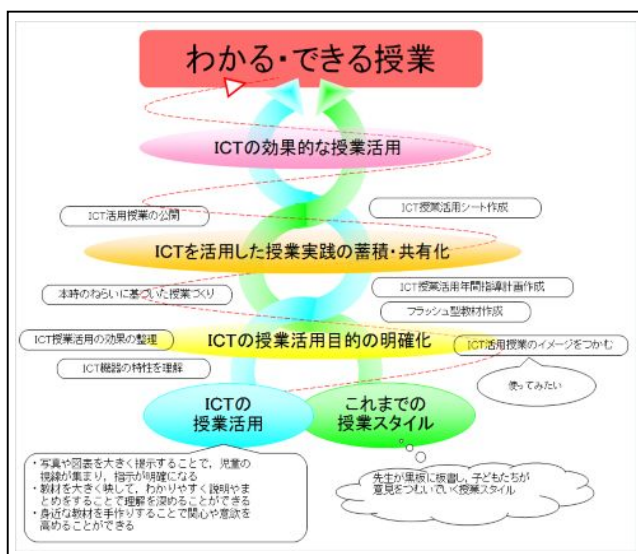 わかる・できる授業
ICTの効果的な授業活用
ICT活用授業の公開
ICT授業活用シート作成
ICTを活用した授業実践の蓄積・共有化
本時のねらいに基づいた授業づくり
ICT授業活用年間指導計画作成
フラッシュ型教材作成
ICT授業活用の効果の整理
ICTの授業活用目的の明確化
ICT活用授業のイメージをつかむ
ICT機器の特性を理解
使ってみたい
ICTの
授業活用
これまでの
授業スタイル
・写真や図表を大きく提示することで，児童の
視線が集まり，指示が明確になる
・教材を大きく映して，わかりやすく説明やま
とめをすることで理解を深めることができる
・身近な教材を手作りすることで関心や意欲を
高めることができる
先生が黒板に板書し，子どもたちが
意見をつむいでいく授業スタイル